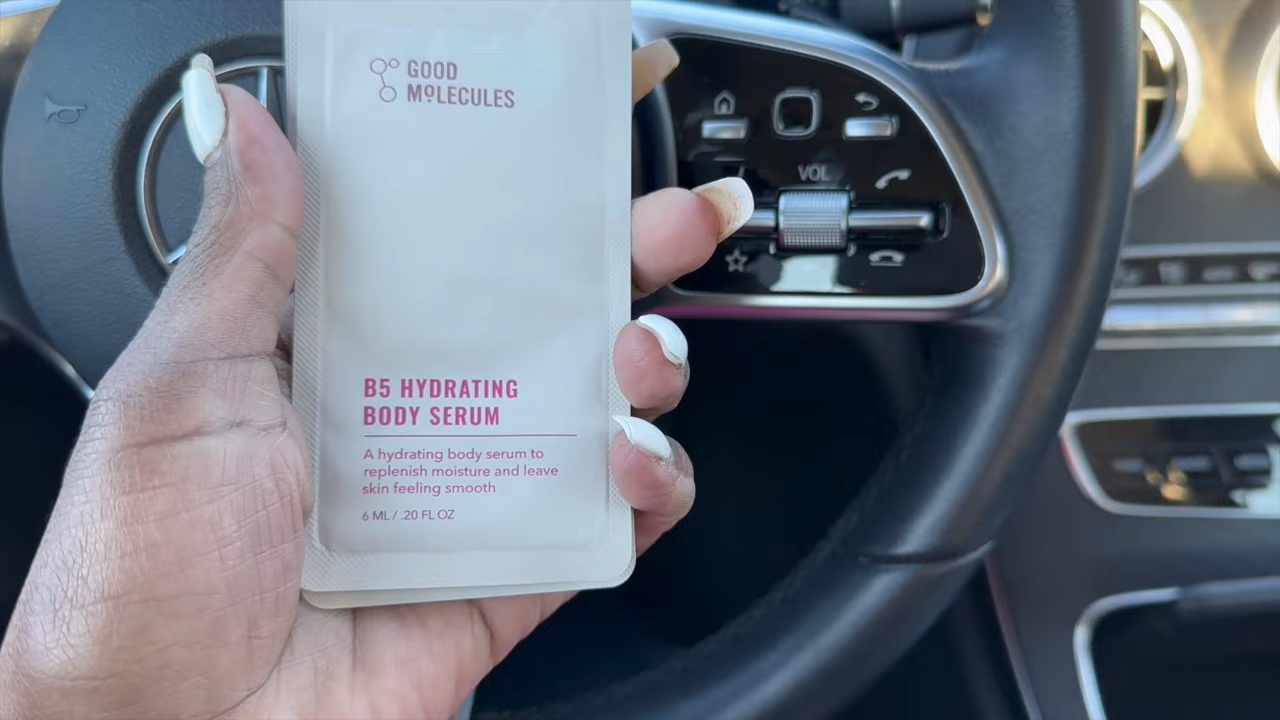 GOOD
MOLECULES
VOL
B5 HYDRATING
BODY SERUM
A hydrating body serum to
replenish moisture and leave
skin feeling smooth
6 ML / .20 FL OZ